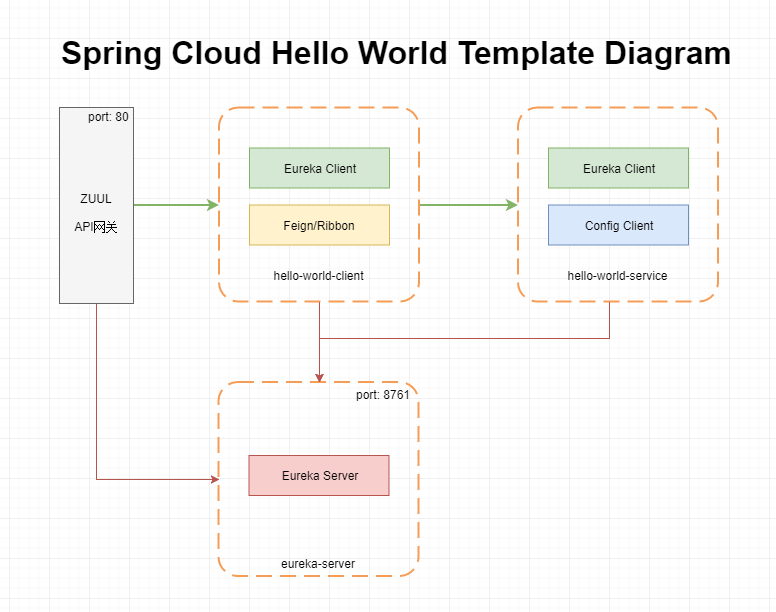 Spring Cloud Hello World Template Diagram
port: 80
ZUUL
API网关
Eureka Client
Feign/Ribbon
hello-world-client
Eureka Client
Config Client
hello-world-service
port: 8761
Eureka Server
eureka-server